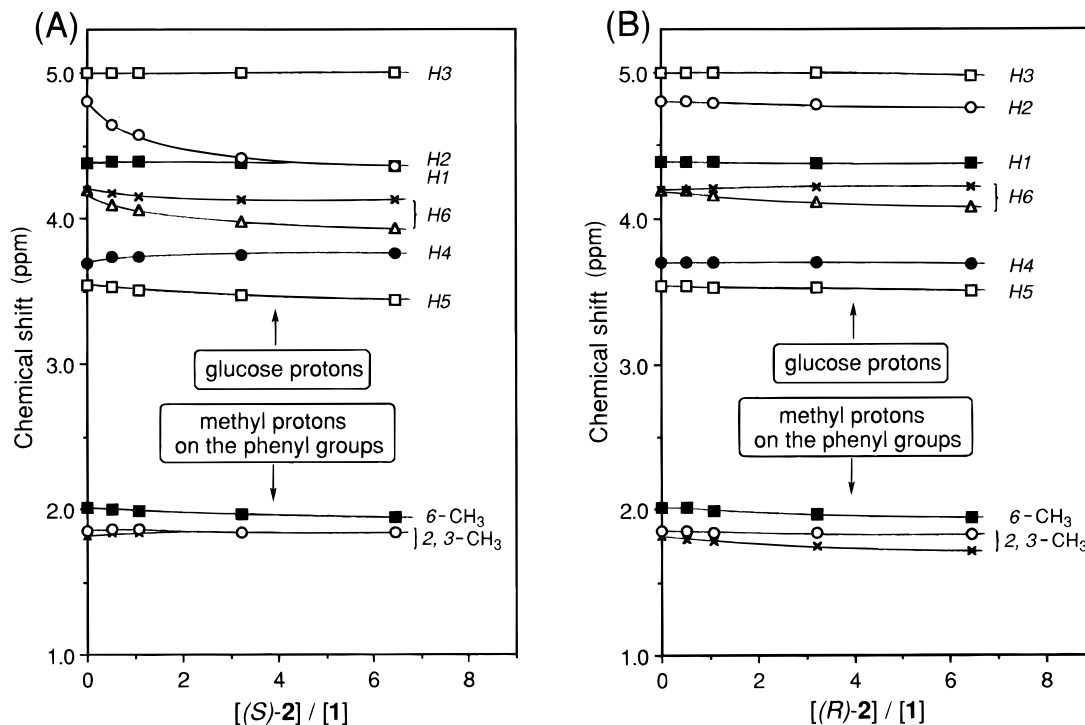 (A)
Chemical shift (ppm)
5.0
4.0
3.0
2.0
1.0
H3
H2
H1
H6
H4
H5
glucose protons
methyl protons
on the phenyl groups
6-CH3
2, 3-CH3
0
2
4
6
8
[(S)-2] / [1]
(B)
Chemical shift (ppm)
5.0
4.0
3.0
2.0
1.0
H3
H2
H1
H6
H4
H5
glucose protons
methyl protons
on the phenyl groups
6-CH3
2, 3-CH3
0
2
4
6
8
[(R)-2] / [1]